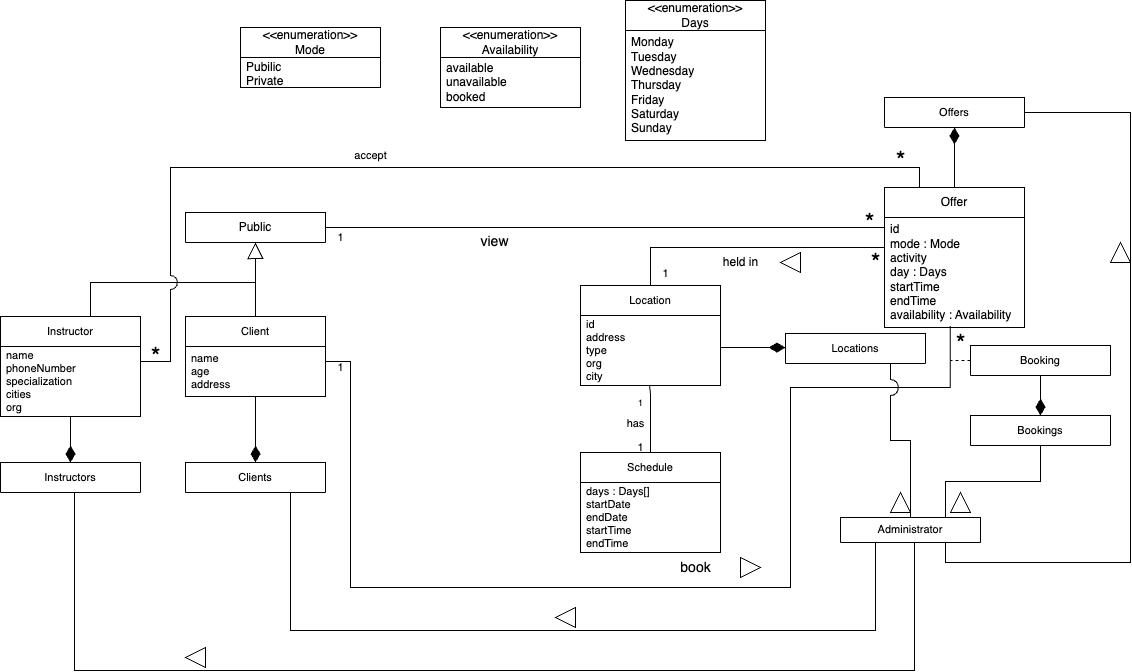 <<enumeration>>
Mode
Pubilic
Private
<<enumeration>>
Availability
available
unavailable
booked
<<enumeration>>
Days
Monday
Tuesday
Wednesday
Thursday
Friday
Saturday
Sunday
Offers
accept
*
Offer
id
mode : Mode
activity
day : Days
startTime
endTime
availability : Availability
Public
1
view
*
held in
*
1
Location
id
address
type
org
city
Locations
*
Booking
Bookings
Instructor
name
phoneNumber
specialization
cities
org
*
Client
name
age
address
1
1
has
1
Instructors
Clients
Schedule
days : Days[]
startDate
endDate
startTime
endTime
Administrator
book